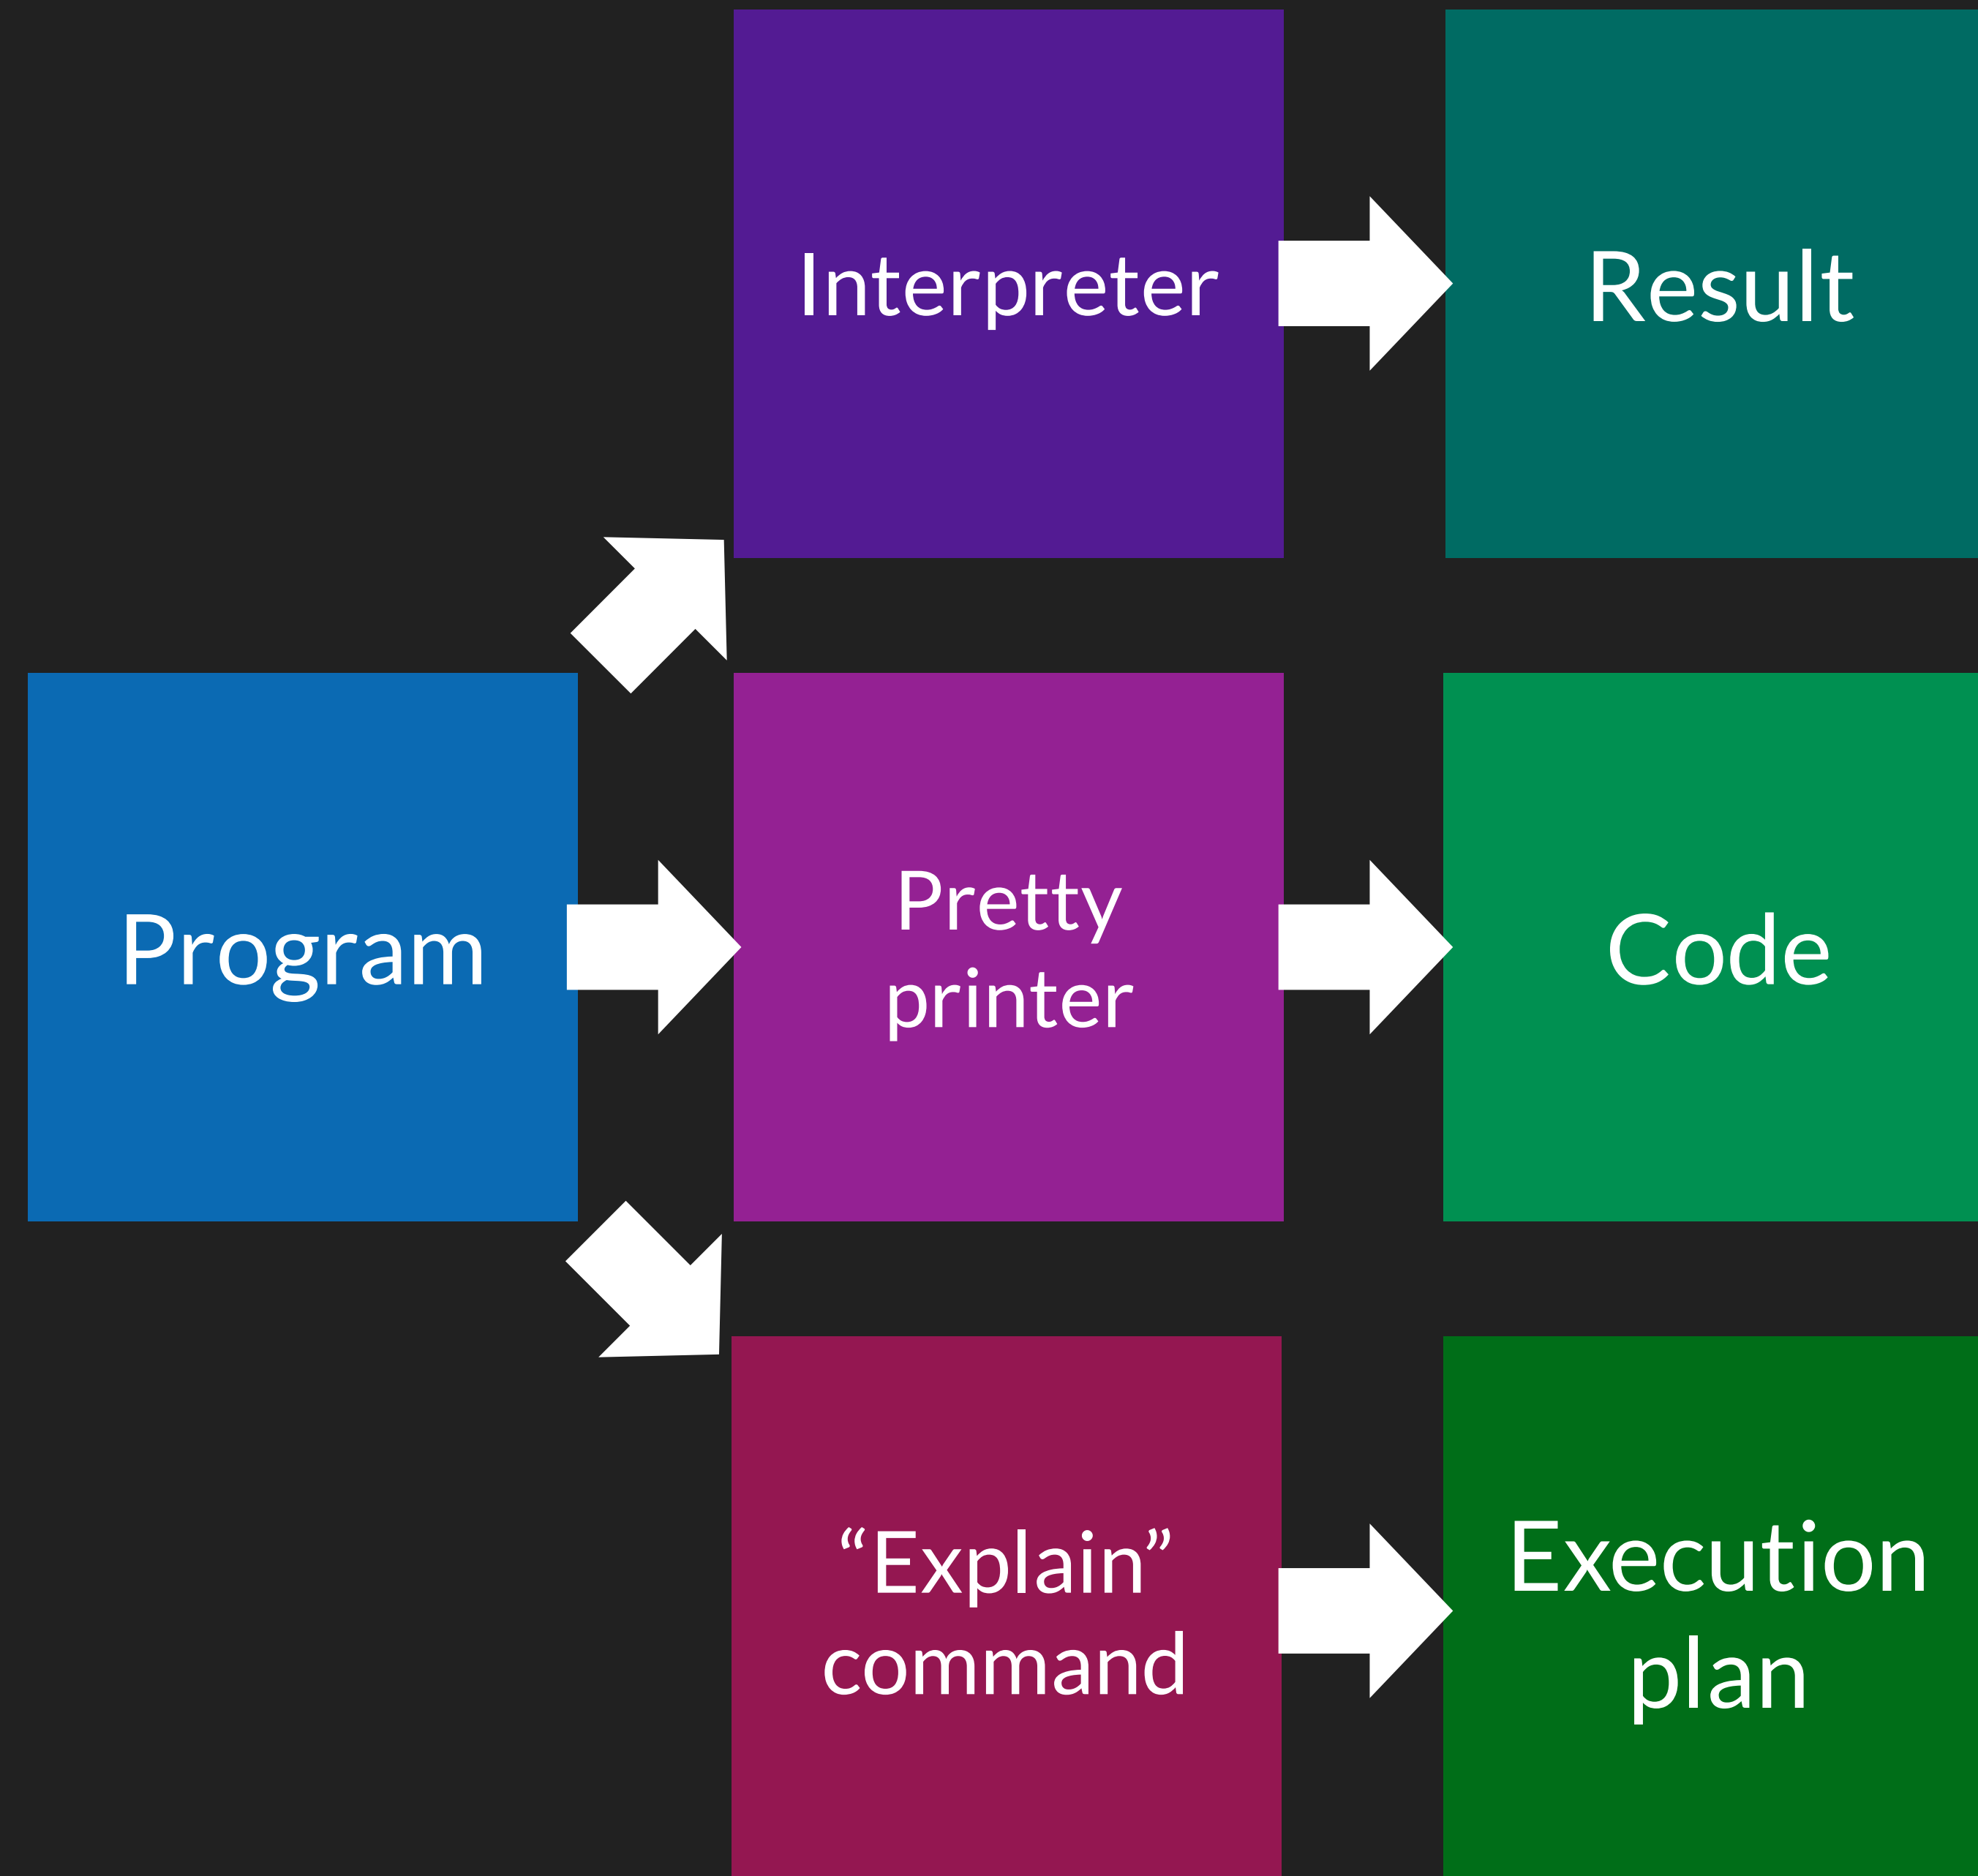 Interpreter
Result
Program
Pretty
printer
Code
“Explain”
command
Execution
plan